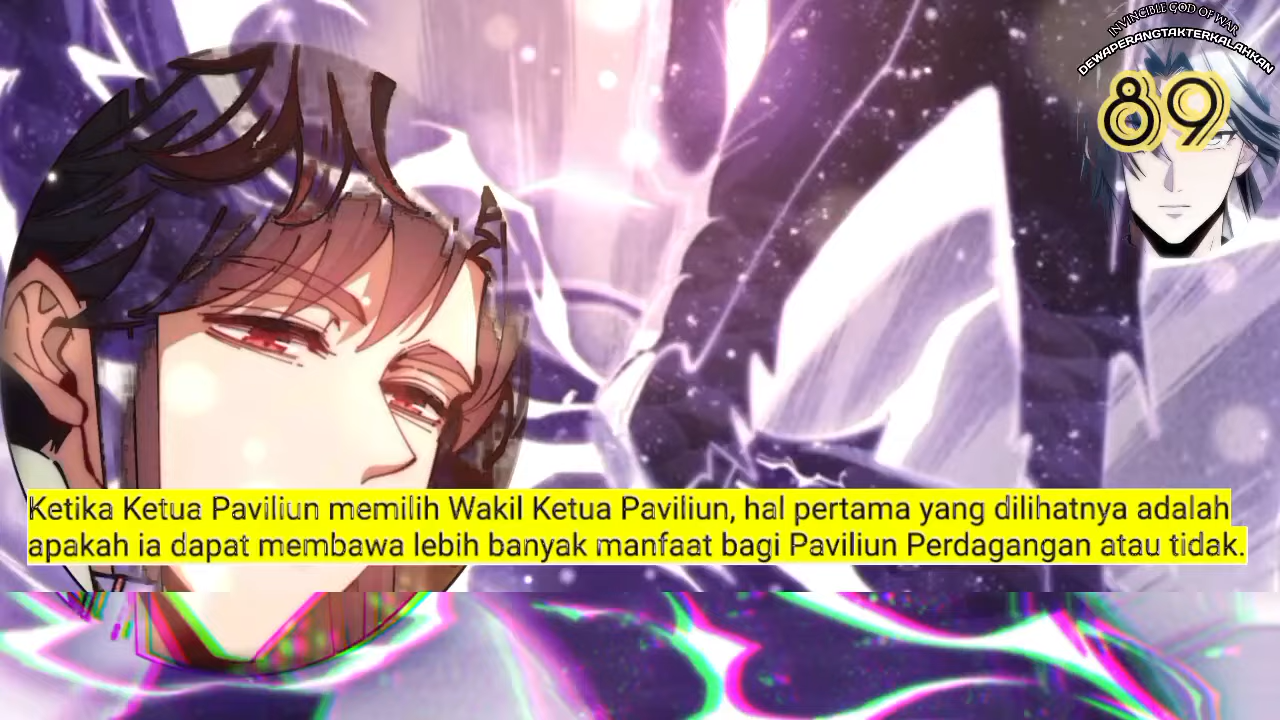 INVINCIBLE GOD OF WAR
DEWAPERANGTAKTERKALAHKAN
89
Ketika Ketua Paviliun memilih Wakil Ketua Paviliun, hal pertama yang dilihatnya adalah
apakah ia dapat membawa lebih banyak manfaat bagi Paviliun Perdagangan atau tidak.